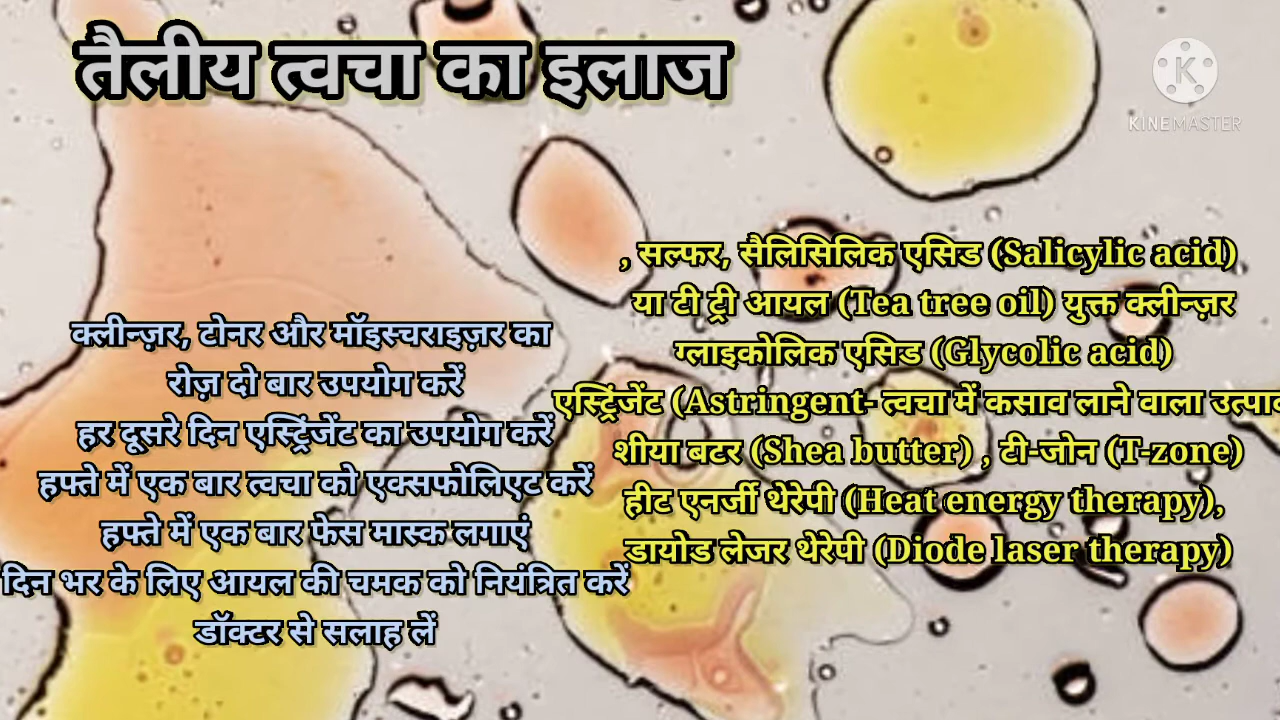 तैलीय त्वचा का इलाज
KINEMASTER
क्लीन्ज़र, टोनर और मॉइस्चराइज़र का
रोज़ दो बार उपयोग करें
हर दूसरे दिन एस्ट्रिंजेंट का उपयोग करें
हफ्ते में एक बार त्वचा को एक्सफोलिएट करें
हफ्ते में एक बार फेस मास्क लगाएं
दिन भर के लिए आयल की चमक को नियंत्रित करें
डॉक्टर से सलाह लें
, सल्फर, सैलिसिलिक एसिड (Salicylic acid)
या टी ट्री आयल (Tea tree oil) युक्त क्लीन्ज़र
ग्लाइकोलिक एसिड (Glycolic acid)
एस्ट्रिंजेंट (Astringent- त्वचा में कसाव लाने वाला
शीया बटर (Shea butter) , टी-जोन (T-zone)
हीट एनर्जी थेरेपी (Heat energy therapy),
डायोड लेजर थेरेपी (Diode laser therapy)